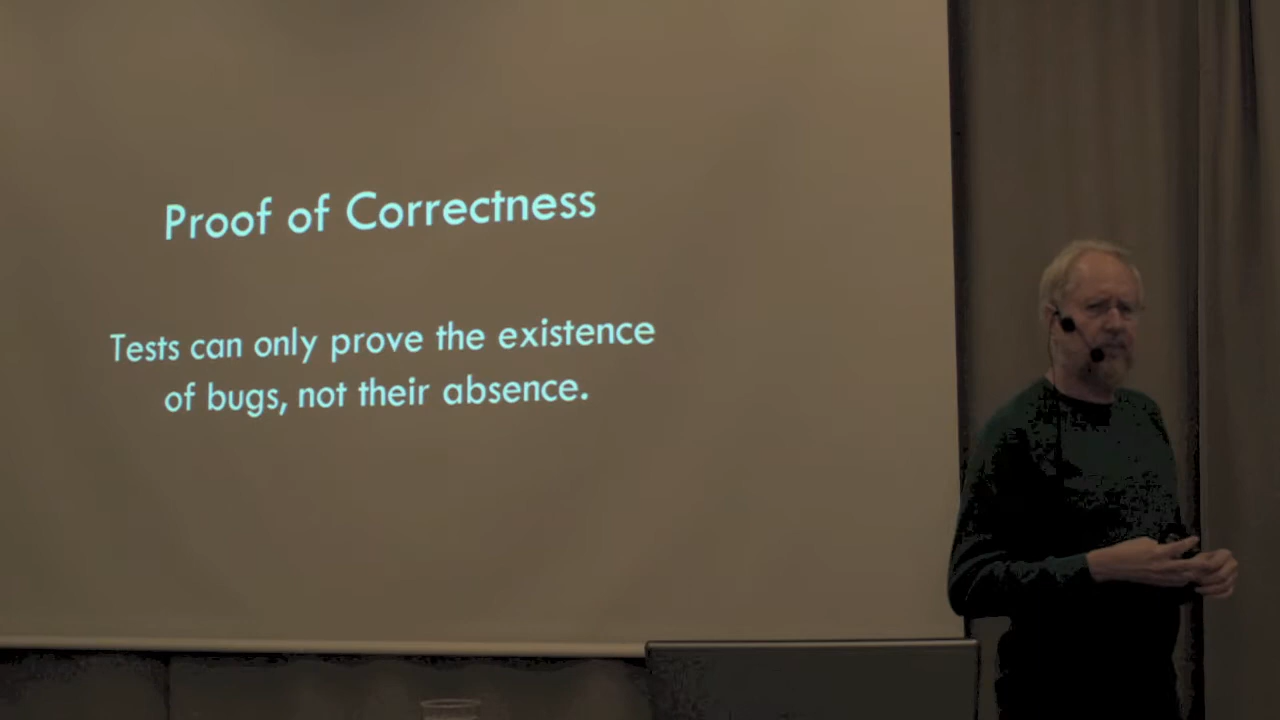 Proof of Correctness
Tests can only prove the existence
of bugs, not their absence.